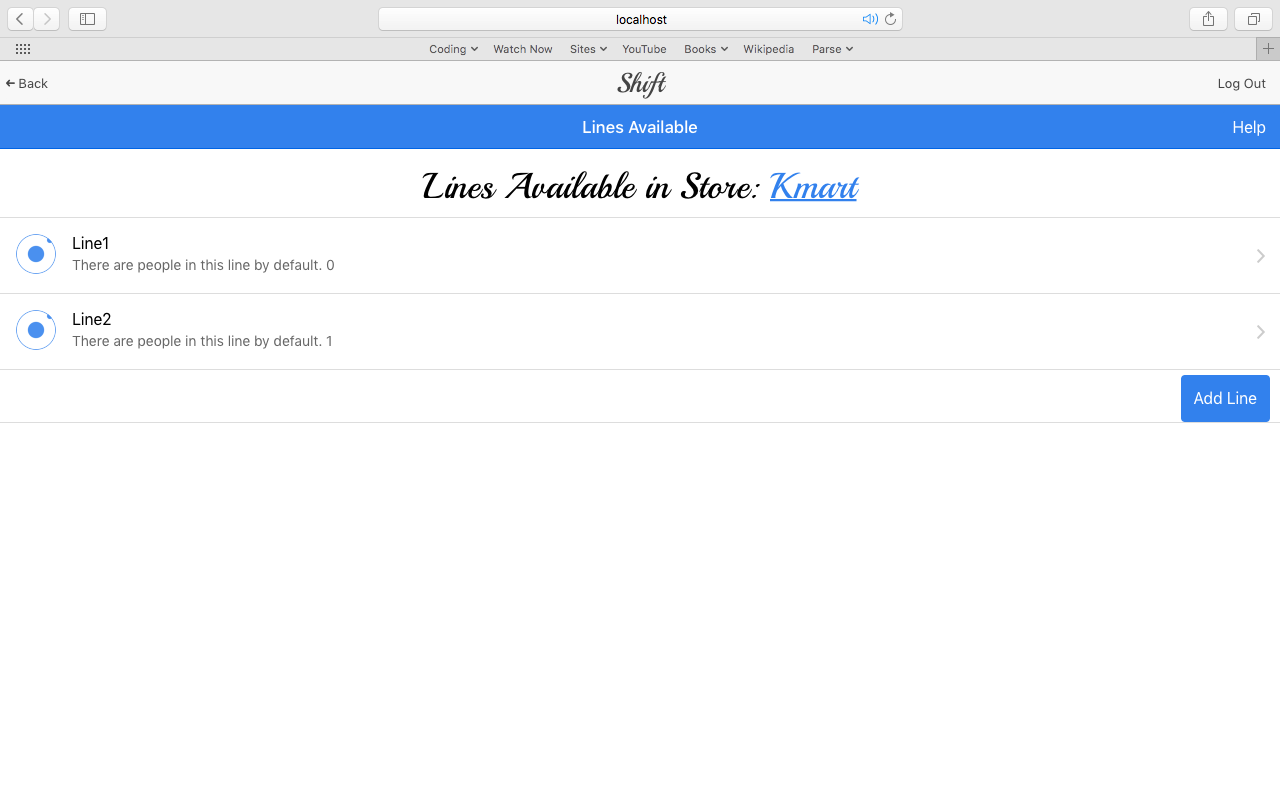 localhost
Coding Watch Now Sites YouTube Books Wikipedia Parse
Back Shift Log Out
Lines Available Help
Lines Available in Store: Kmart
Line1
There are people in this line by default. 0
Line2
There are people in this line by default. 1
Add Line